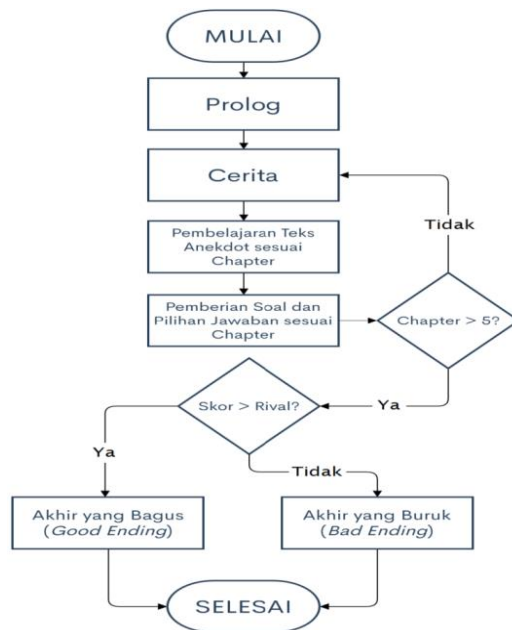 MULAI
Prolog
Cerita
Tidak
Pembelajaran Teks
Anekdot sesuai
Chapter
Pemberian Soal dan
Pilihan Jawaban sesuai
Chapter
Chapter > 5?
Skor > Rival?
Ya
Ya
Tidak
Akhir yang Bagus
(Good Ending)
Akhir yang Buruk
(Bad Ending)
SELESAI